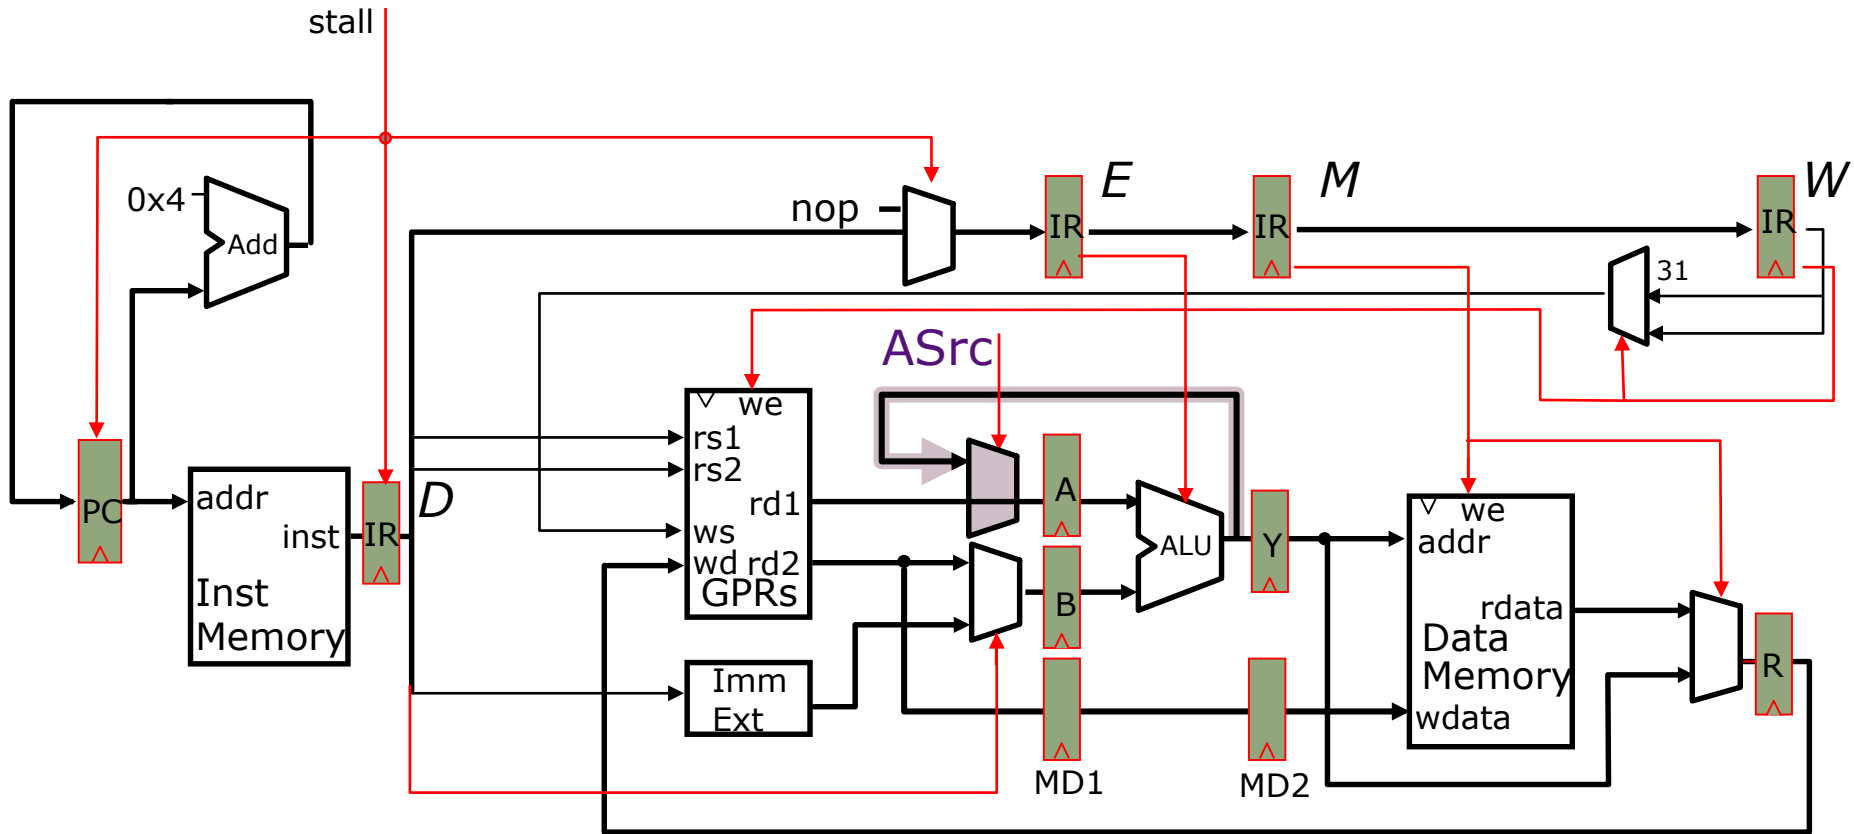 stall
0x4
Add
nop
IR
E
IR
M
IR
W
31
ASrc
we
rs1
rs2
rd1
ws
wd rd2
GPRs
PC
addr
inst
Inst
Memory
IR
D
A
B
ALU
Y
we
addr
rdata
Data
Memory
wdata
R
Imm
Ext
MD1
MD2